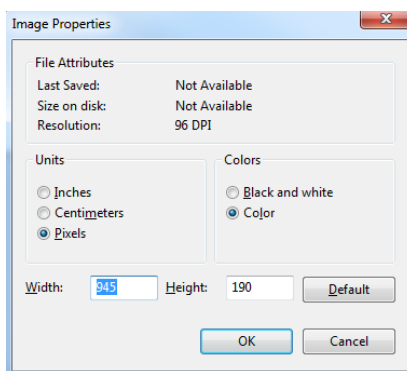 Image Properties
File Attributes
Last Saved: Not Available
Size on disk: Not Available
Resolution: 96 DPI
Units Colors
Inches Black and white
Centimeters Color
Pixels
Width: 945 Height: 190 Default
OK Cancel